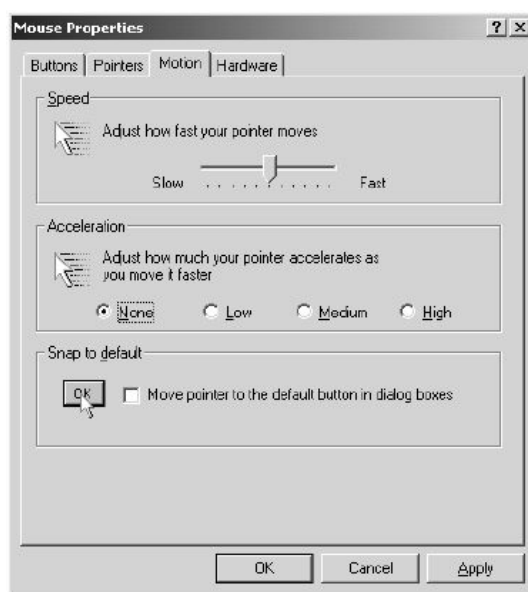 Mouse Properties
? ×
Buttons Pointers Motion Hardware
Speed
Adjust how fast your pointer moves
Slow Fast
Acceleration
Adjust how much your pointer accelerates as
you move it faster
None Low Medium High
Snap to default
OK Move pointer to the default button in dialog boxes
OK Cancel Apply